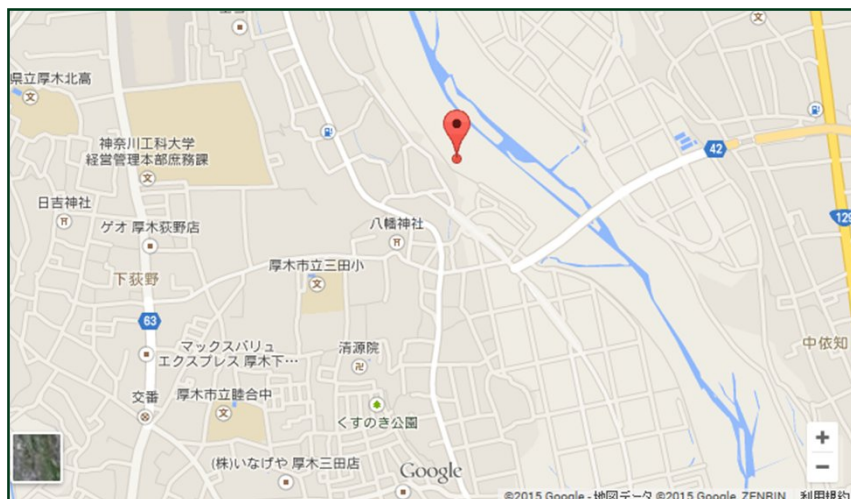 県立厚木北高
神奈川工科大学
経営管理本部庶務課
日吉神社
ゲオ 厚木荻野店
八幡神社
下荻野
厚木市立三田小
42
129
63
マックスバリュ
エクスプレス 厚木下…
清源院
中依知
交番
厚木市立睦合中
くすのき公園
(株)いなげや 厚木三田店
Google
+
−
©2015 Google - 地図データ ©2015 Google, ZENRIN
利用規約